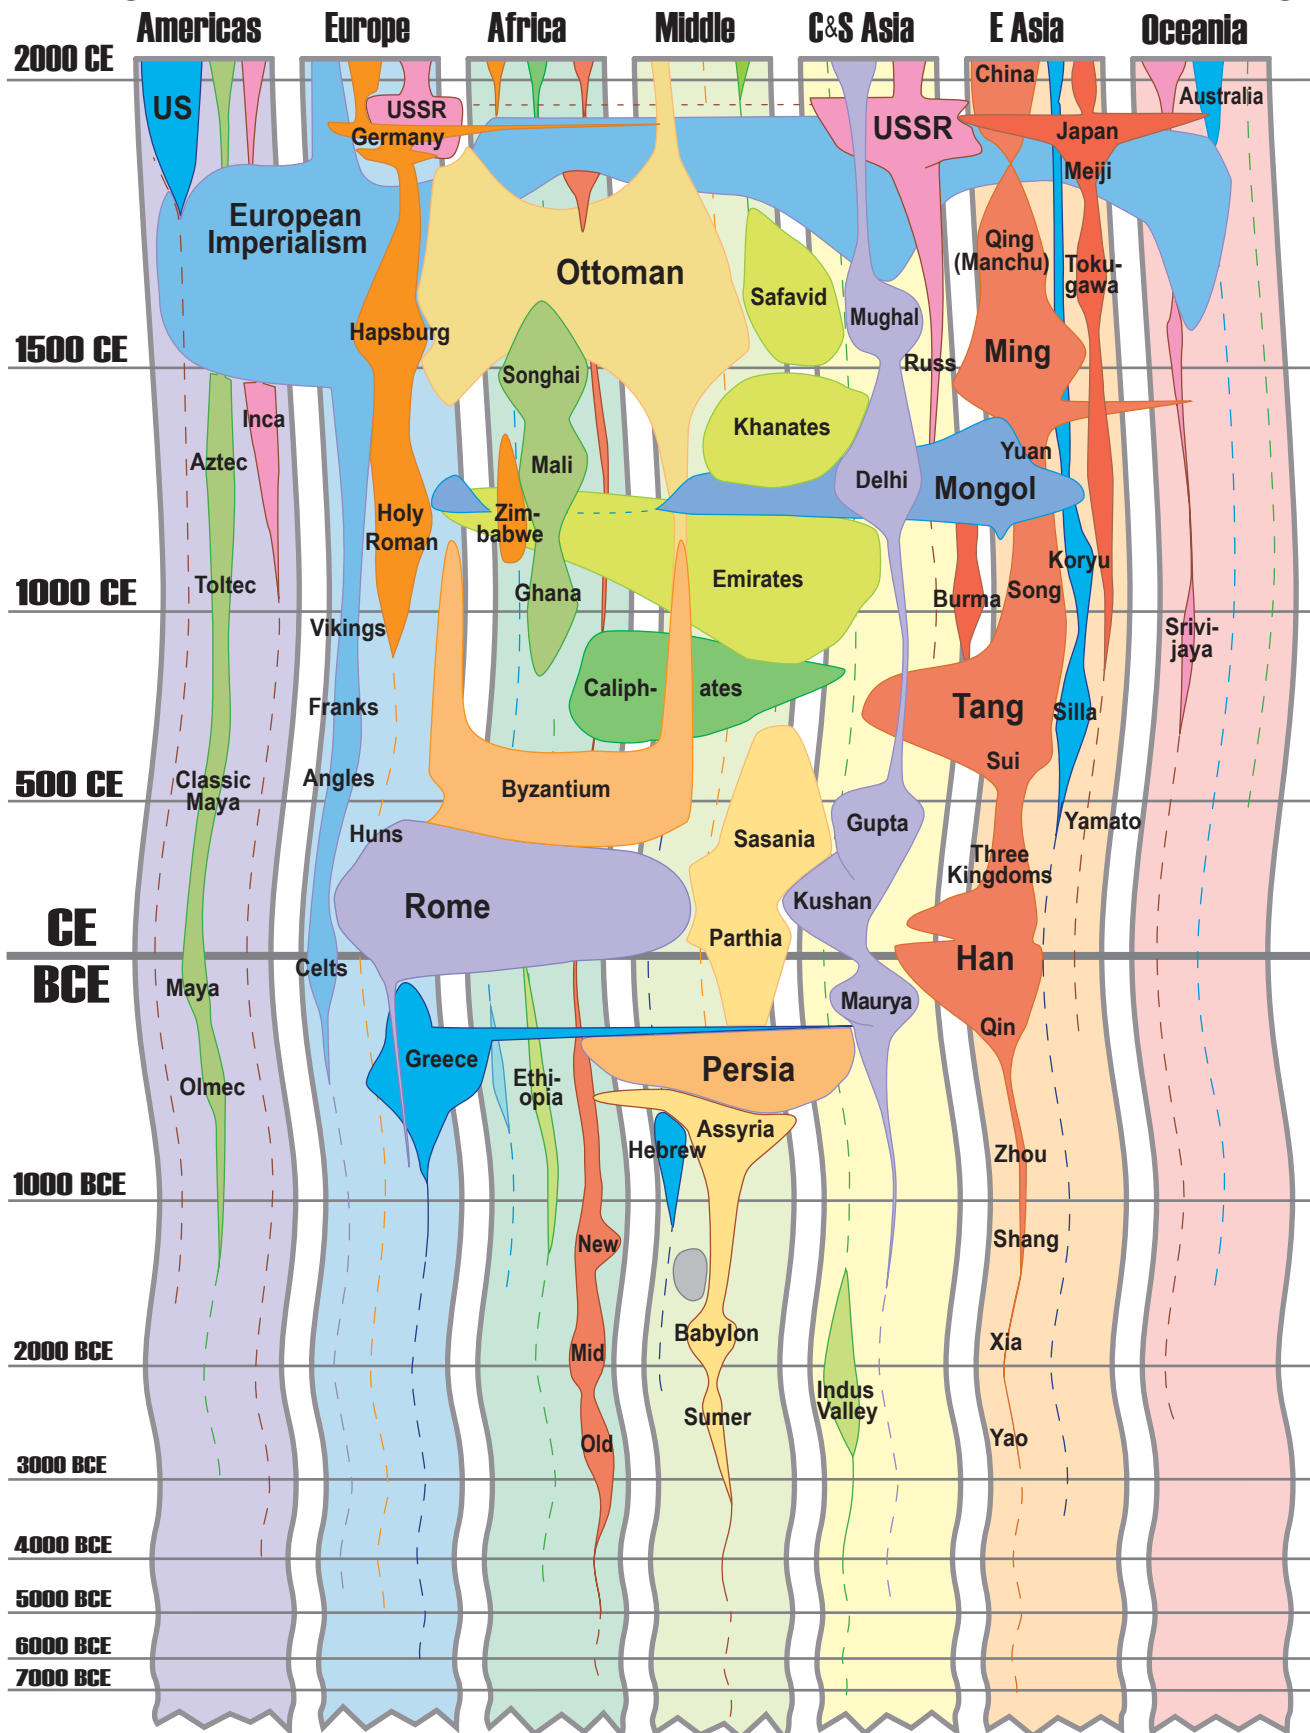 Americas Europe Africa Middle C&S Asia E Asia Oceania
2000 CE
China
US
USSR
Australia
Germany
USSR
Japan
Meiji
European
Imperialism
Qing
(Manchu)
Ottoman
Toku-
gawa
Safavid
Mughal
Hapsburg
1500 CE
Ming
Russ
Songhai
Inca
Khanates
Aztec
Mali
Yuan
Delhi
Mongol
Holy
Roman
Zim-
babwe
Koryu
Toltec
Emirates
1000 CE
Ghana
Burma
Song
Vikings
Srivi-
jaya
Caliph- ates
Franks
Tang
Silla
Sui
Classic
Maya
Angles
500 CE
Byzantium
Huns
Gupta
Yamato
Sasania
Three
Kingdoms
Rome
Kushan
CE
Parthia
Han
Celts
BCE
Maya
Maurya
Qin
Greece
Persia
Olmec
Ethi-
opia
Assyria
Hebrew
Zhou
1000 BCE
New
Shang
Babylon
Xia
2000 BCE
Mid
Indus
Valley
Sumer
Old
Yao
3000 BCE
4000 BCE
5000 BCE
6000 BCE
7000 BCE